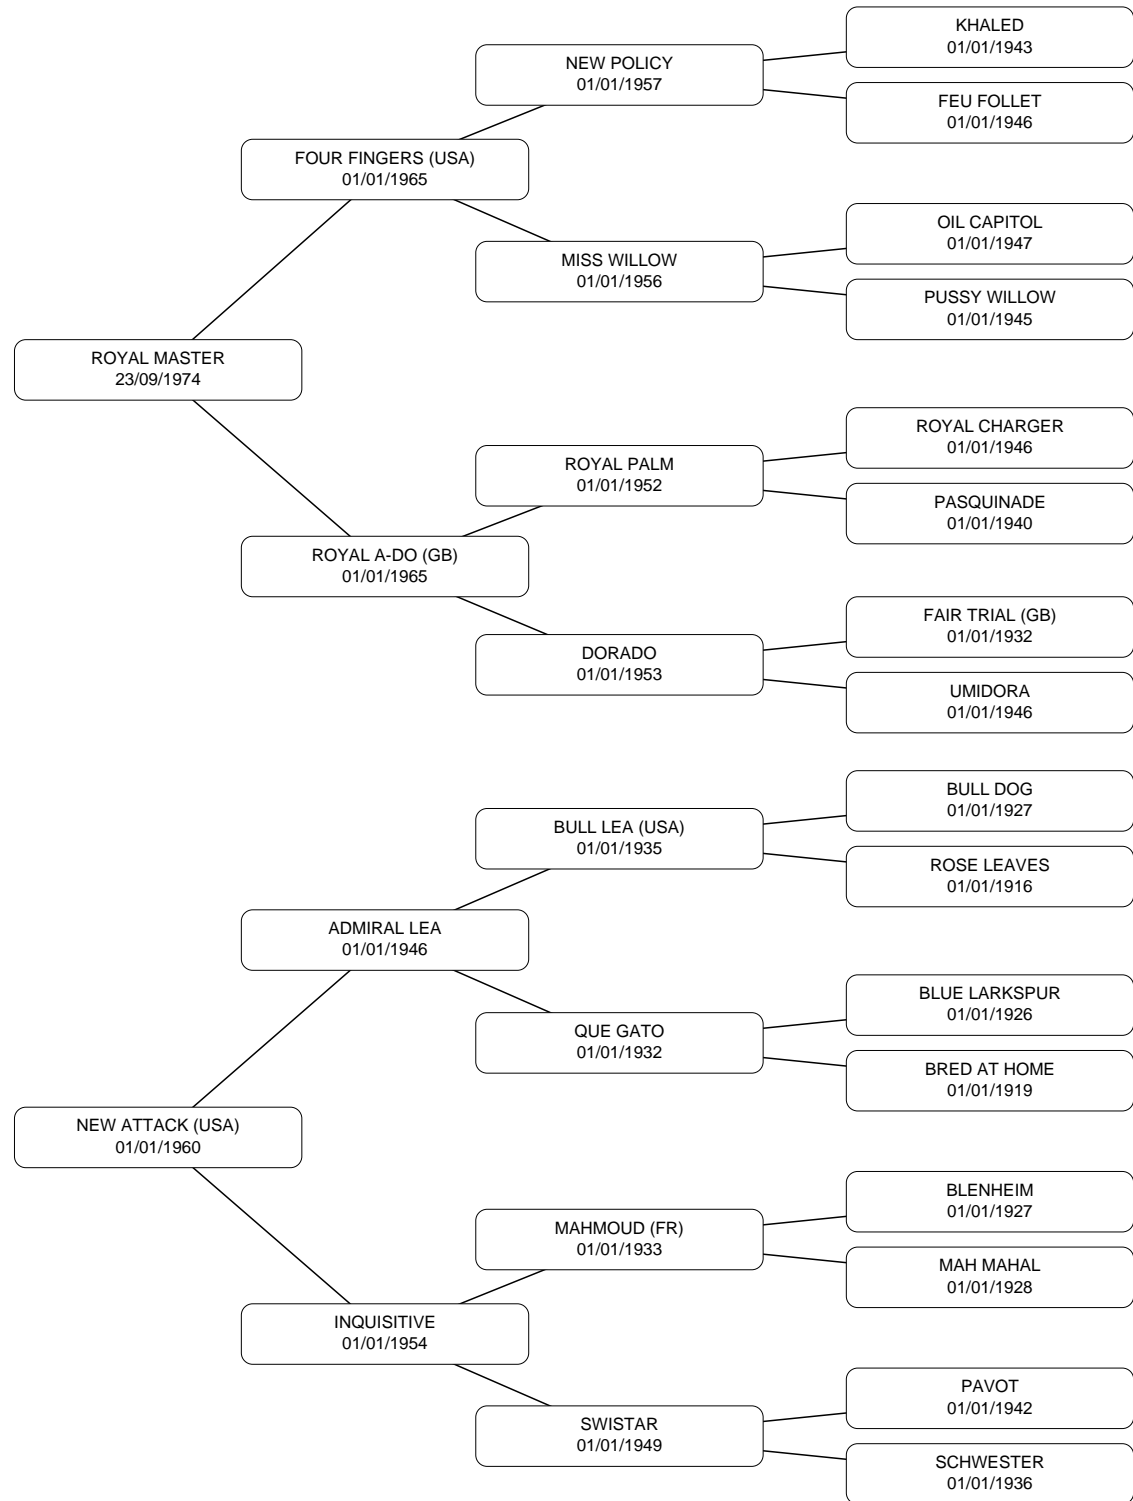 KHALED
01/01/1943
NEW POLICY
01/01/1957
FEU FOLLET
01/01/1946
FOUR FINGERS (USA)
01/01/1965
OIL CAPITOL
01/01/1947
MISS WILLOW
01/01/1956
PUSSY WILLOW
01/01/1945
ROYAL MASTER
23/09/1974
ROYAL CHARGER
01/01/1946
ROYAL PALM
01/01/1952
PASQUINADE
01/01/1940
ROYAL A-DO (GB)
01/01/1965
FAIR TRIAL (GB)
01/01/1932
DORADO
01/01/1953
UMIDORA
01/01/1946
BULL DOG
01/01/1927
BULL LEA (USA)
01/01/1935
ROSE LEAVES
01/01/1916
ADMIRAL LEA
01/01/1946
BLUE LARKSPUR
01/01/1926
QUE GATO
01/01/1932
BRED AT HOME
01/01/1919
NEW ATTACK (USA)
01/01/1960
BLENHEIM
01/01/1927
MAHMOUD (FR)
01/01/1933
MAH MAHAL
01/01/1928
INQUISITIVE
01/01/1954
PAVOT
01/01/1942
SWISTAR
01/01/1949
SCHWESTER
01/01/1936